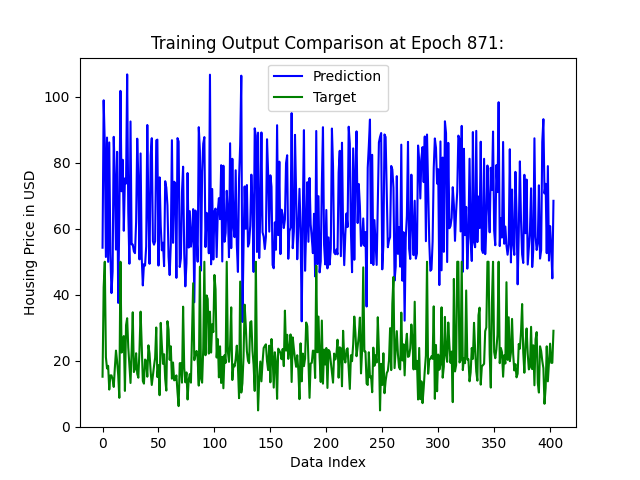 Training Output Comparison at Epoch 871:
Prediction
Target
Housing Price in USD
100
80
60
40
20
0
0 50 100 150 200 250 300 350 400
Data Index